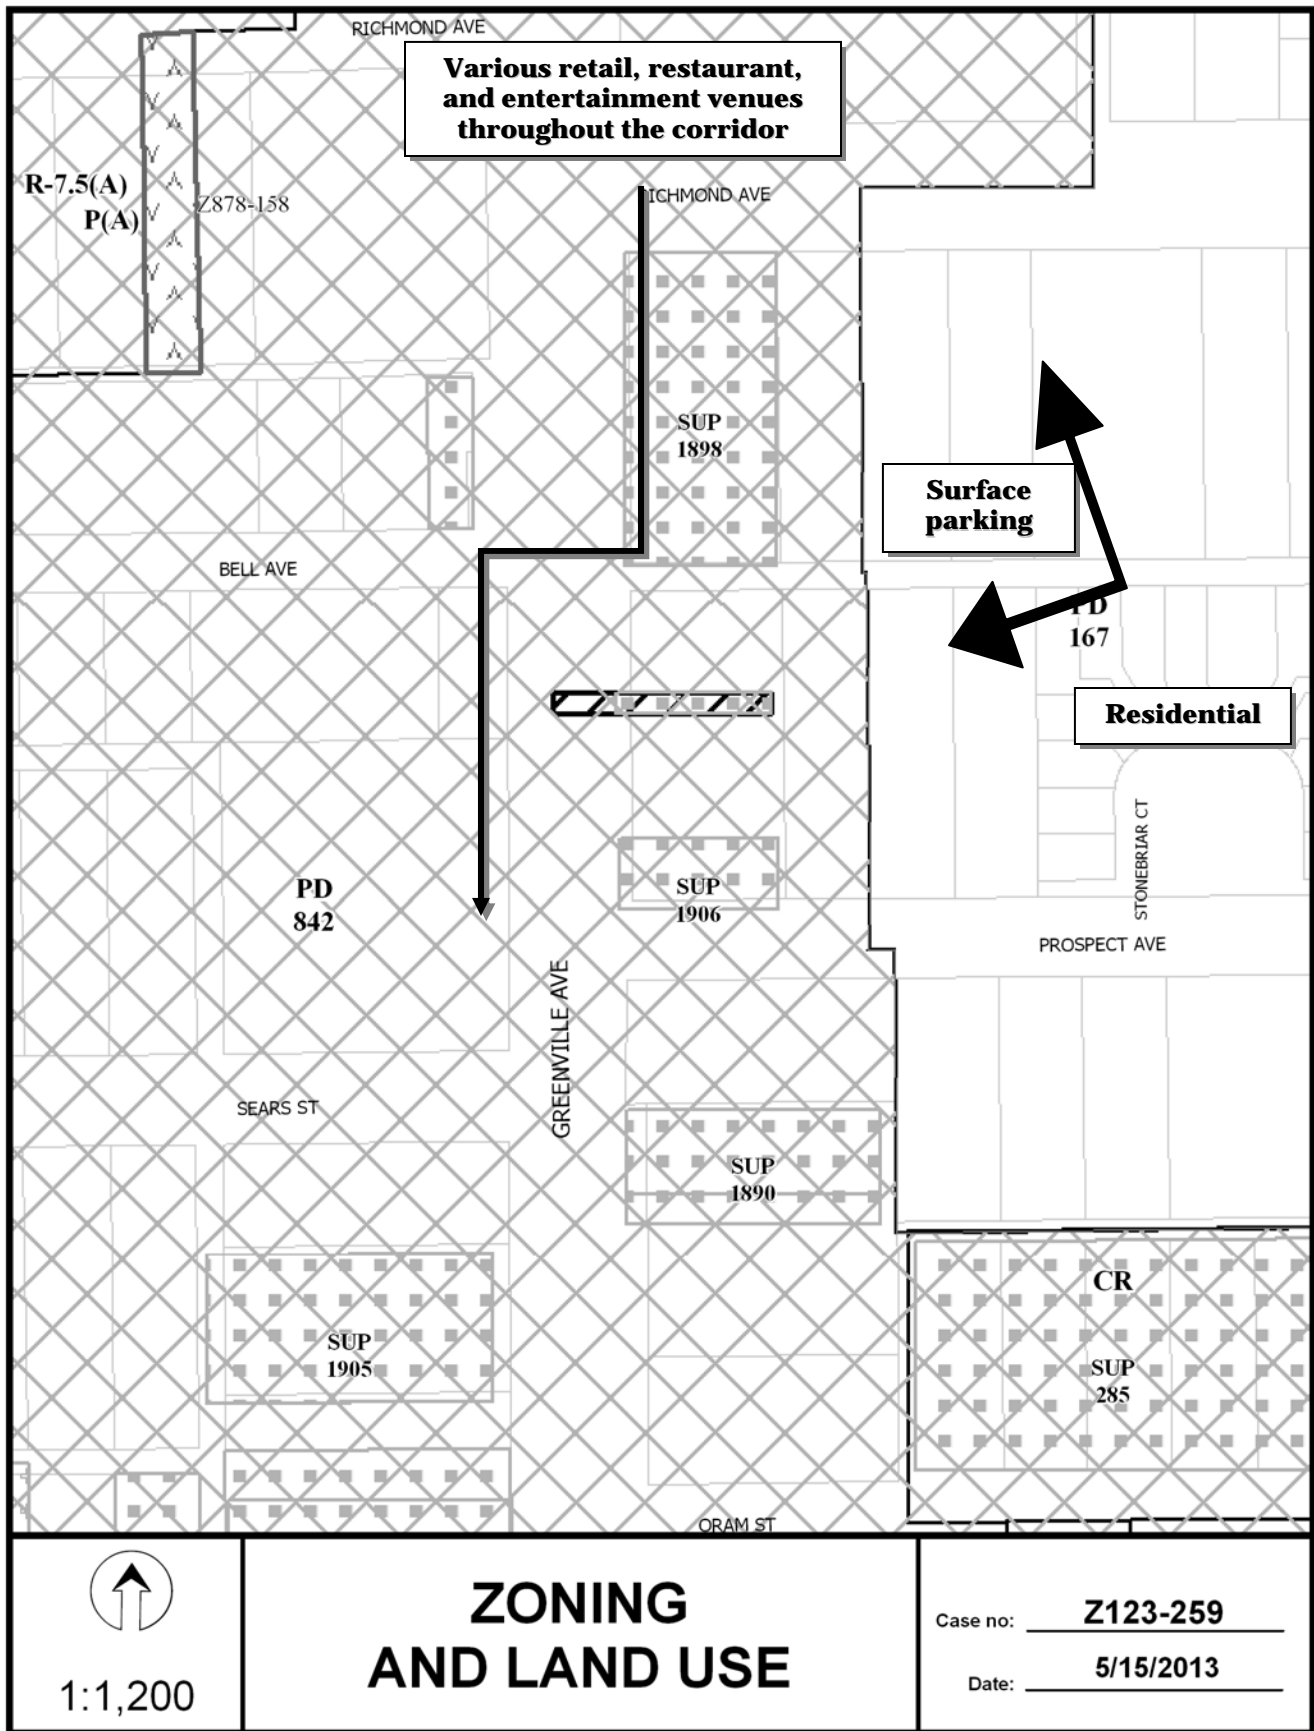 RICHMOND AVE
Various retail, restaurant,
and entertainment venues
throughout the corridor
R-7.5(A)
P(A)
Z878-158
ICHMOND AVE
SUP
1898
Surface
parking
BELL AVE
PD
167
Residential
STONEBRIAR CT
PD
842
SUP
1906
PROSPECT AVE
GREENVILLE AVE
SEARS ST
SUP
1890
CR
SUP
1905
SUP
285
ORAM ST
1:1,200
ZONING
AND LAND USE
Case no: Z123-259
Date: 5/15/2013